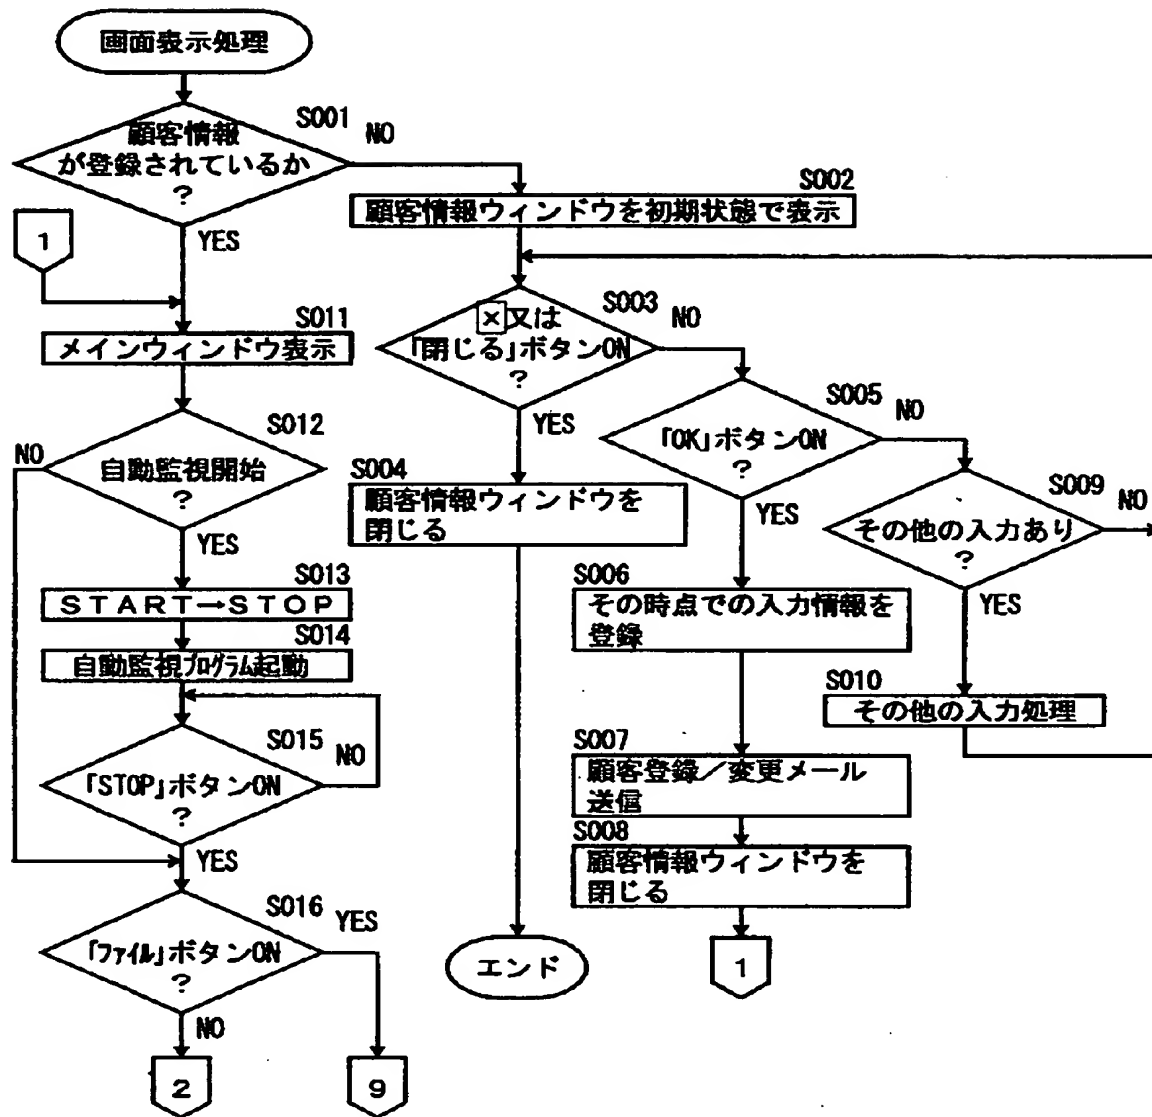 画面表示処理
S001
顧客情報
が登録されているか
?
NO
YES
1
S002
顧客情報ウィンドウを初期状態で表示
S011
メインウィンドウ表示
S003
×又は
「閉じる」ボタンON
?
NO
YES
S012
自動監視開始
?
NO
YES
S004
顧客情報ウィンドウを
閉じる
S005
「OK」ボタンON
?
NO
YES
S009
その他の入力あり
?
NO
YES
S013
START→STOP
S014
自動監視プログラム起動
S006
その時点での入力情報を
登録
S010
その他の入力処理
S015
「STOP」ボタンON
?
NO
YES
S007
顧客登録/変更メール
送信
S008
顧客情報ウィンドウを
閉じる
S016
「ファイル」ボタンON
?
YES
NO
エンド
1
2
9